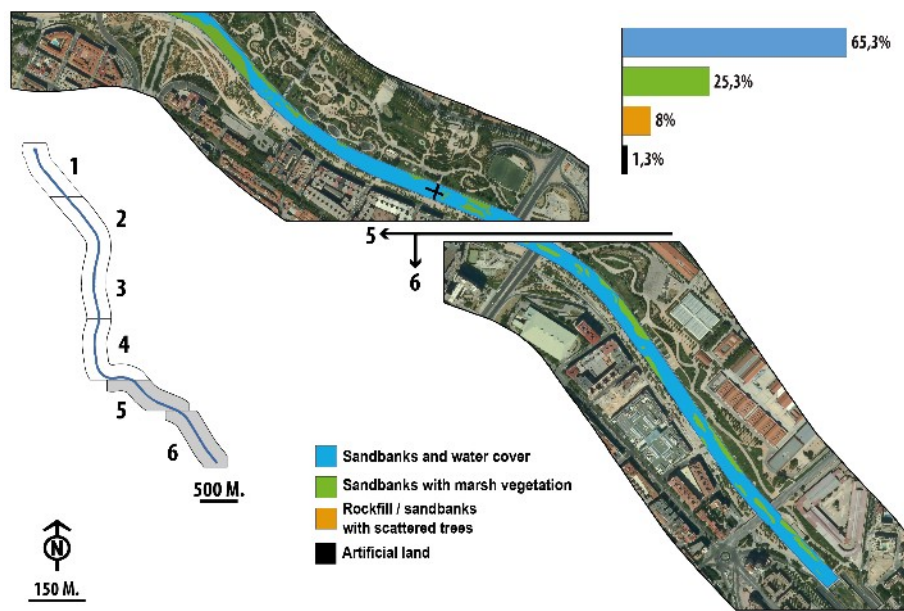 65,3%
25,3%
8%
1,3%
1
2
3
4
5
6
5
6
500 M.
Sandbanks and water cover
Sandbanks with marsh vegetation
Rockfill / sandbanks
with scattered trees
Artificial land
N
150 M.